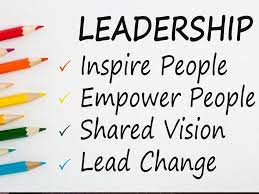 LEADERSHIP
Inspire People
Empower People
Shared Vision
Lead Change